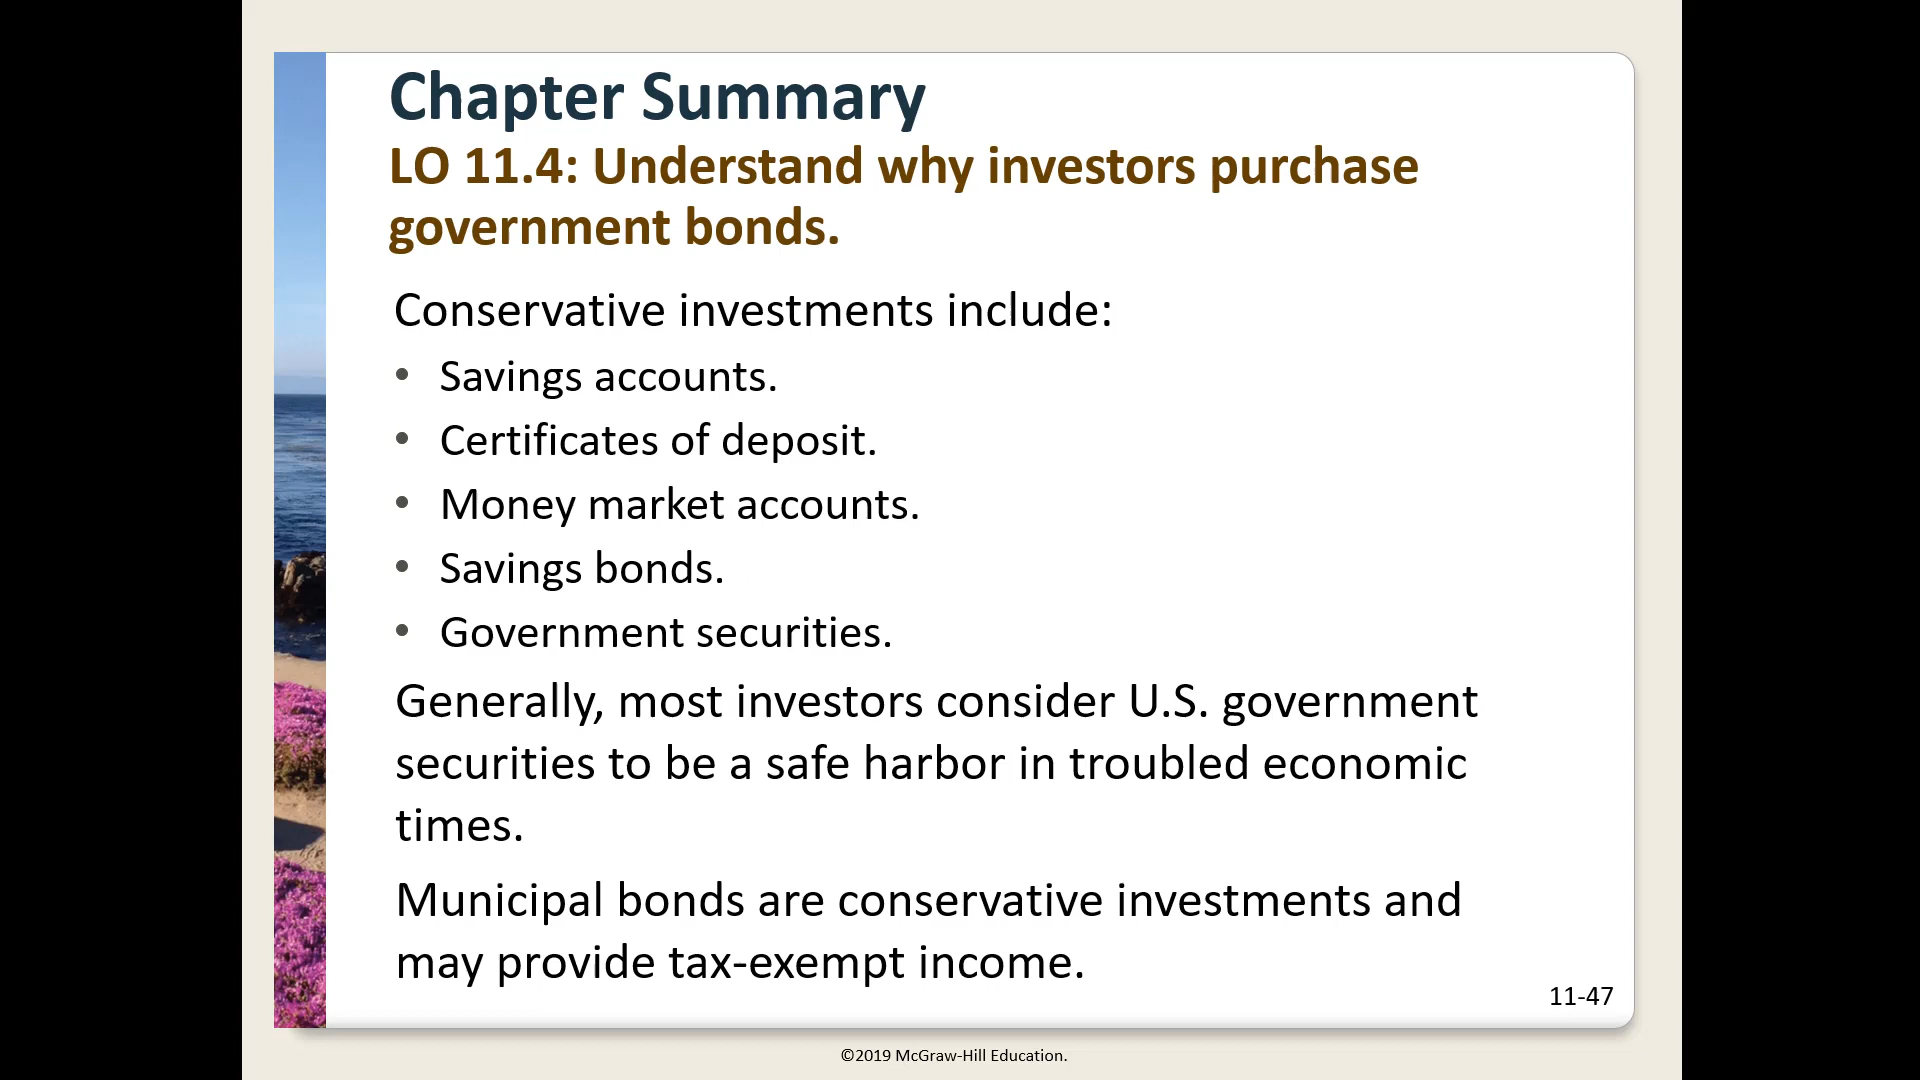 Chapter Summary
LO 11.4: Understand why investors purchase
government bonds.
Conservative investments include:
• Savings accounts.
• Certificates of deposit.
• Money market accounts.
• Savings bonds.
• Government securities.
Generally, most investors consider U.S. government
securities to be a safe harbor in troubled economic
times.
Municipal bonds are conservative investments and
may provide tax-exempt income.
11-47
©2019 McGraw-Hill Education.